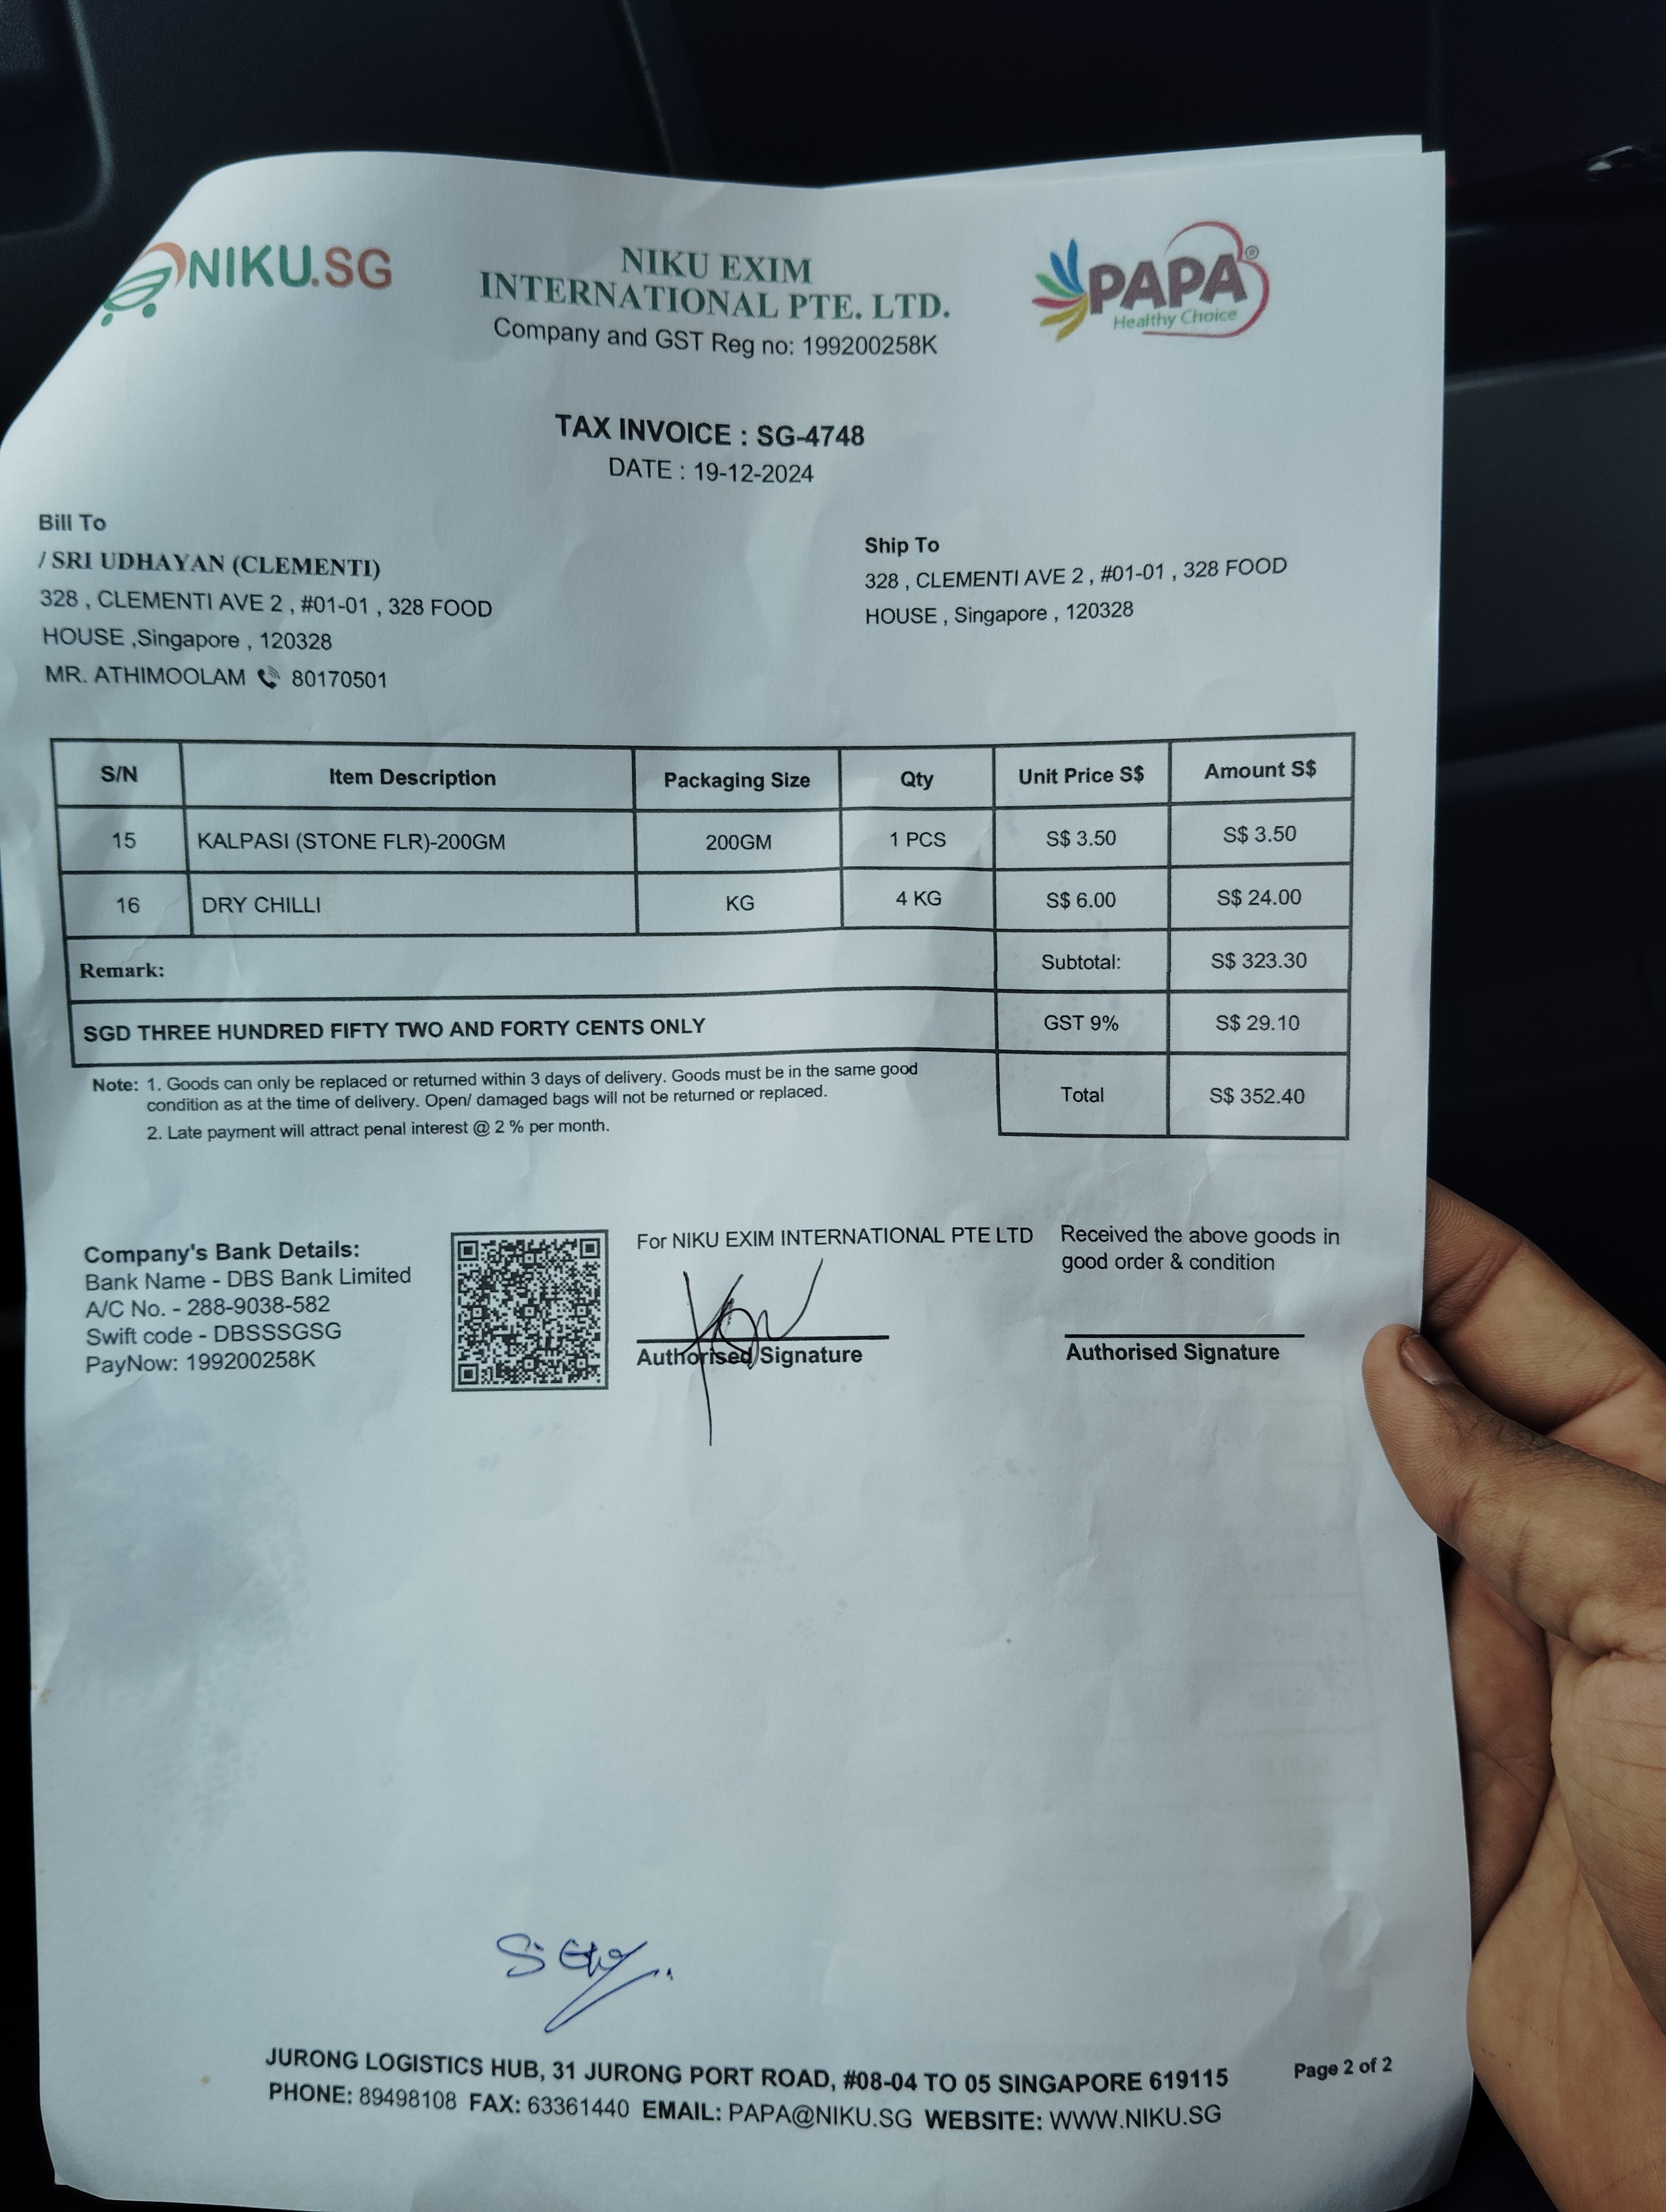 NIKU.SG
NIKU EXIM
INTERNATIONAL PTE. LTD.
Company and GST Reg no: 199200258K
PAPA®
Healthy Choice
TAX INVOICE : SG-4748
DATE : 19-12-2024
Bill To
/ SRI UDHAYAN (CLEMENTI)
328 , CLEMENTI AVE 2 , #01-01 , 328 FOOD
HOUSE ,Singapore , 120328
MR. ATHIMOOLAM 80170501
Ship To
328 , CLEMENTI AVE 2 , #01-01 , 328 FOOD
HOUSE , Singapore , 120328
S/N Item Description Packaging Size Qty Unit Price S$ Amount S$
15 KALPASI (STONE FLR)-200GM 200GM 1 PCS S$ 3.50 S$ 3.50
16 DRY CHILLI KG 4 KG S$ 6.00 S$ 24.00
Remark: Subtotal: S$ 323.30
SGD THREE HUNDRED FIFTY TWO AND FORTY CENTS ONLY GST 9% S$ 29.10
Total S$ 352.40
Note: 1. Goods can only be replaced or returned within 3 days of delivery. Goods must be in the same good
condition as at the time of delivery. Open/ damaged bags will not be returned or replaced.
2. Late payment will attract penal interest @ 2 % per month.
Company's Bank Details:
Bank Name - DBS Bank Limited
A/C No. - 288-9038-582
Swift code - DBSSSGSG
PayNow: 199200258K
For NIKU EXIM INTERNATIONAL PTE LTD
Authorised Signature
Received the above goods in
good order & condition
Authorised Signature
JURONG LOGISTICS HUB, 31 JURONG PORT ROAD, #08-04 TO 05 SINGAPORE 619115
PHONE: 89498108 FAX: 63361440 EMAIL: PAPA@NIKU.SG WEBSITE: WWW.NIKU.SG
Page 2 of 2